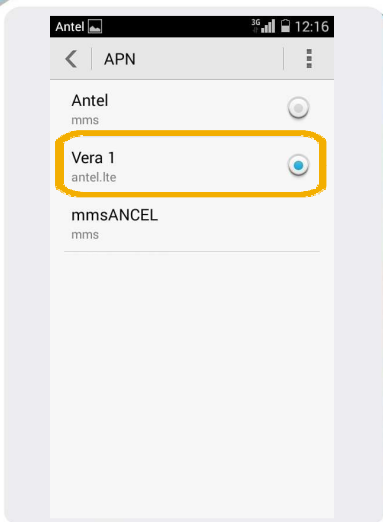 Antel 3G 12:16
APN
Antel
mms
Vera 1
antel.lte
mmsANCEL
mms